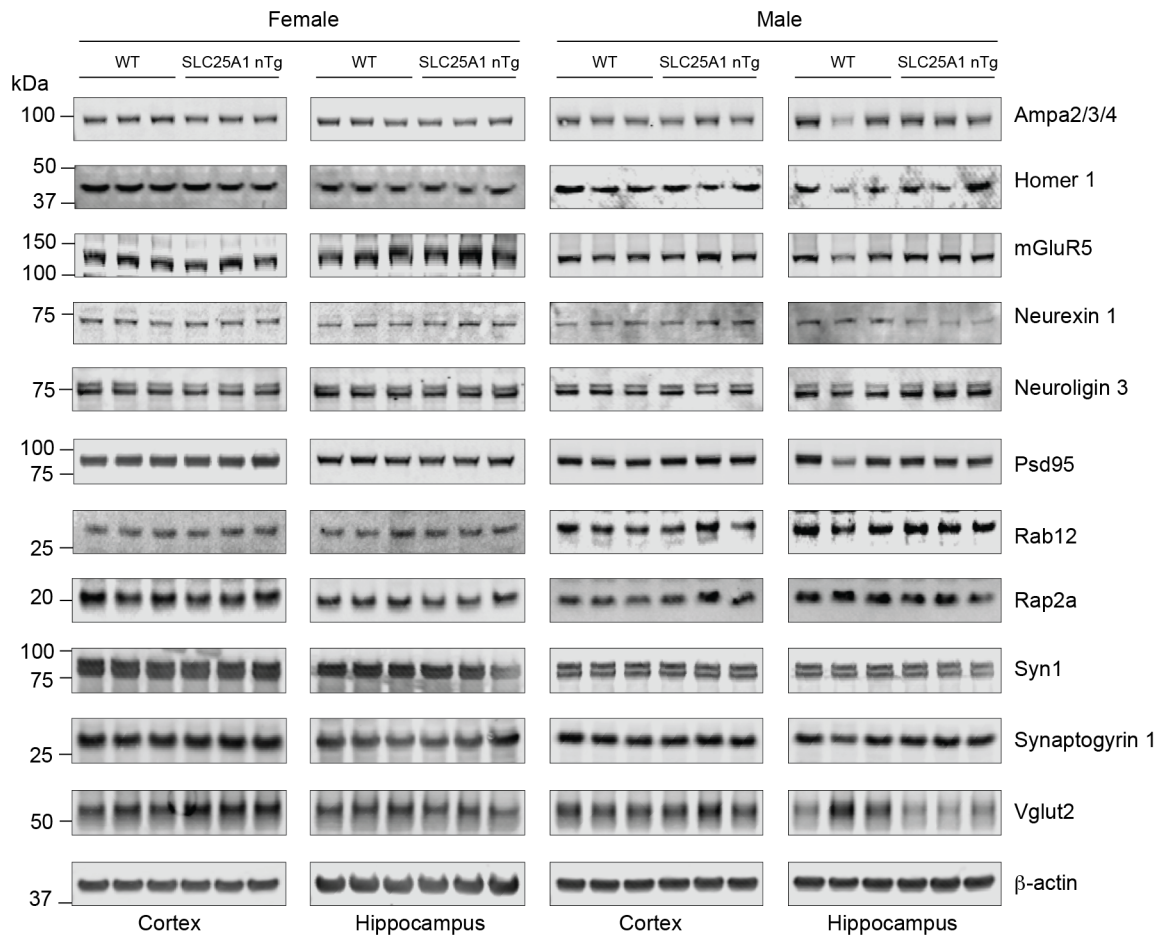 Female Male
WT SLC25A1 nTg WT SLC25A1 nTg WT SLC25A1 nTg WT SLC25A1 nTg
kDa
100 Ampa2/3/4
50
37 Homer 1
150
100 mGluR5
75 Neurexin 1
75 Neuroligin 3
100
75 Psd95
25 Rab12
20 Rap2a
100
75 Syn1
25 Synaptogyrin 1
50 Vglut2
37 β-actin
Cortex Hippocampus Cortex Hippocampus